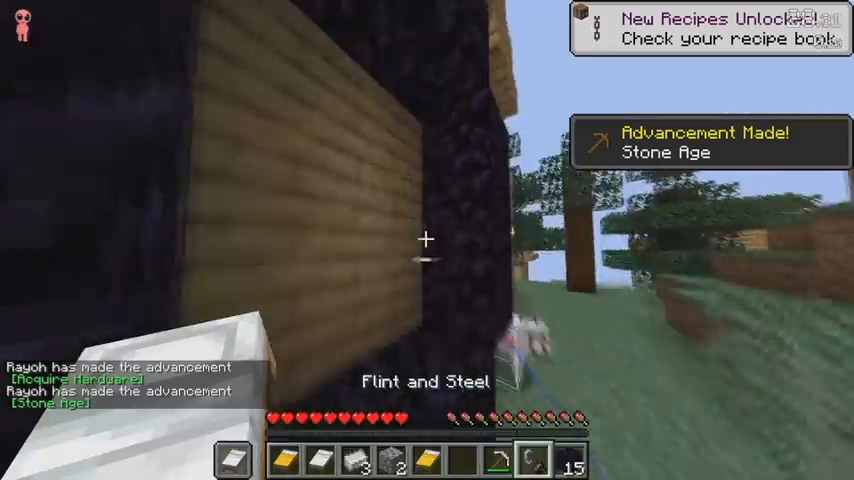 New Recipes Unlocked!
Check your recipe book
Advancement Made!
Stone Age
Rayoh has made the advancement
[Acquire Hardware]
Rayoh has made the advancement
[Stone Age]
Flint and Steel
3
2
15